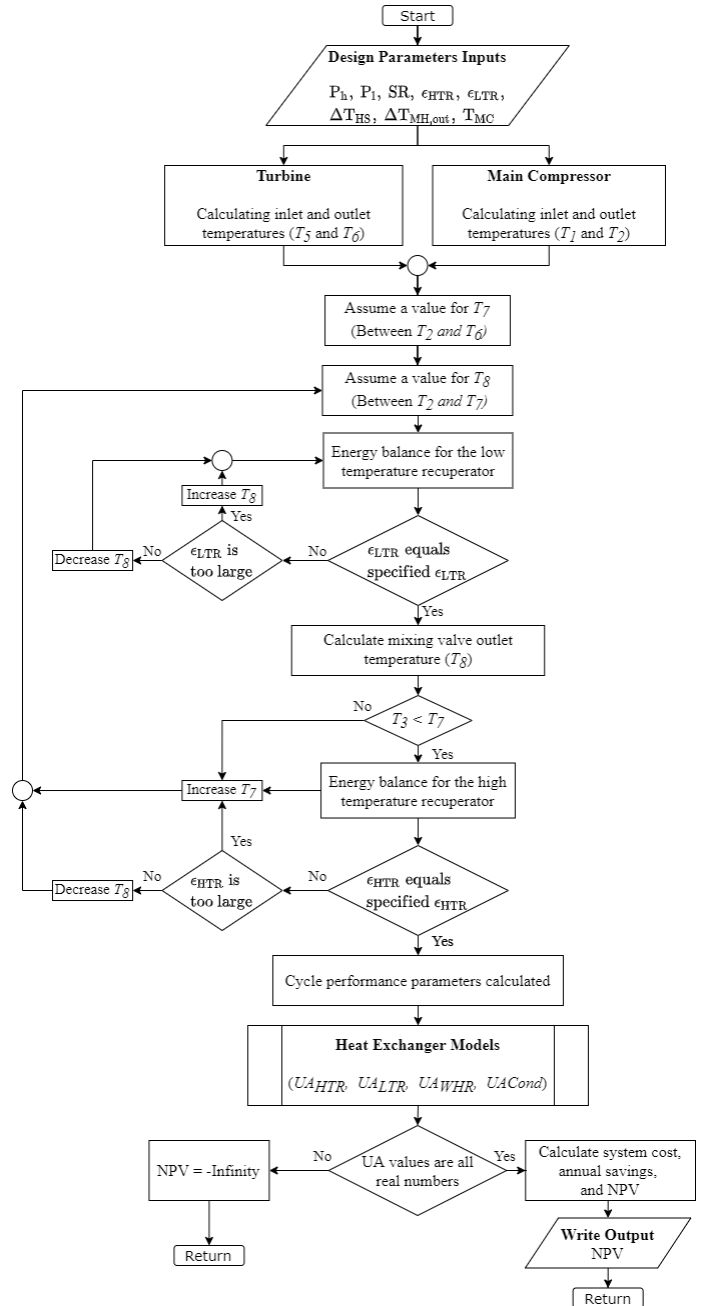 Start
Design Parameters Inputs
Pₕ, Pₗ, SR, ϵHTR, ϵLTR,
ΔTHS, ΔTMH,out, TMC
Turbine
Calculating inlet and outlet
temperatures (T5 and T6)
Main Compressor
Calculating inlet and outlet
temperatures (T1 and T2)
Assume a value for T7
(Between T2 and T6)
Assume a value for T8
(Between T2 and T7)
Energy balance for the low
temperature recuperator
Increase T8
Yes
Decrease T8
No
ϵLTR is
too large
No
ϵLTR equals
specified ϵLTR
Yes
Calculate mixing valve outlet
temperature (T8)
No
T3 < T7
Yes
Increase T7
Energy balance for the high
temperature recuperator
Yes
Decrease T8
No
ϵHTR is
too large
No
ϵHTR equals
specified ϵHTR
Yes
Cycle performance parameters calculated
Heat Exchanger Models
(UAHTR, UALTR, UAWHR, UACond)
NPV = -Infinity
No
UA values are all
real numbers
Yes
Calculate system cost,
annual savings,
and NPV
Return
Write Output
NPV
Return